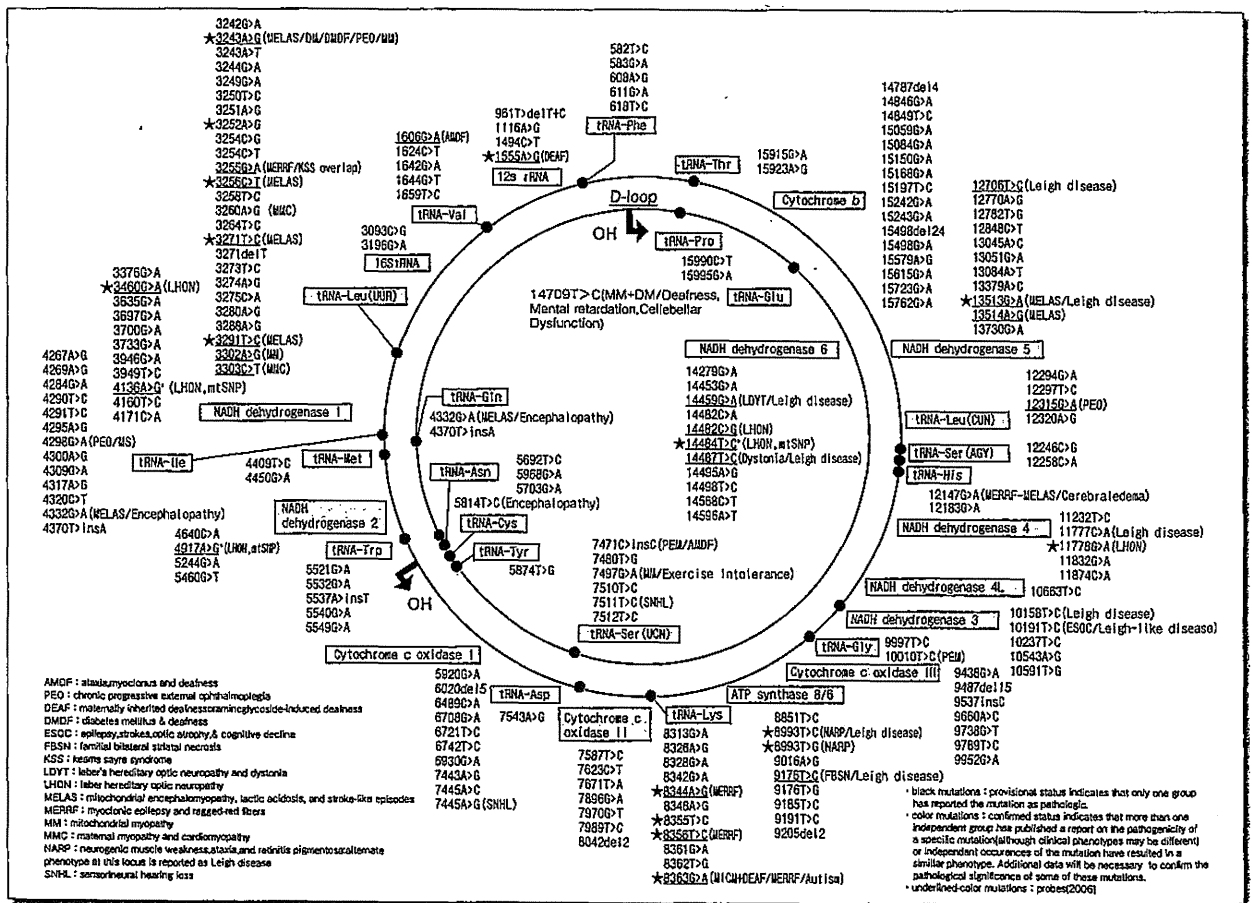 3242G>A
★3243A>G(MELAS/DM/DMDF/PEO/MM)
3243A>T
3244G>A
3249G>A
3250T>C
3251A>G
★3252A>G
3254C>G
3254C>T
3255G>A(MERRF/KSS overlap)
★3256C>T(MELAS)
3258T>C
3260A>G (MMC)
3264T>C
★3271T>C(MELAS)
3271delT
3273T>C
3274A>G
3275C>A
3280A>G
3288A>G
★3291T>C(MELAS)
3302A>G(MM)
3303C>T(MMC)
3376G>A
★3460G>A(LHON)
3635G>A
3697G>A
3700G>A
3733G>A
3946G>A
3949T>C
4136A>G*(LHON,mtSNP)
4160T>C
4171C>A
NADH dehydrogenase 1
4267A>G
4269A>G
4284G>A
4290T>C
4291T>C
4295A>G
4298G>A(PEO/MS)
4300A>G
4309G>A
4317A>G
4320C>T
4332G>A(MELAS/Encephalopathy)
4370T>insA
tRNA-Ile
tRNA-Met
4409T>C
4450G>A
NADH
dehydrogenase 2
4640C>A
4917A>G*(LHON,mtSNP)
5244G>A
5460G>T
tRNA-Trp
5521G>A
5532G>A
5537A>insT
5540G>A
5549G>A
OH
582T>C
583G>A
608A>G
611G>A
618T>C
tRNA-Phe
961T>delT+C
1116A>G
1494C>T
★1555A>G(DEAF)
12s rRNA
1606G>A(AMDF)
1624C>T
1642G>A
1644G>T
1659T>C
tRNA-Val
3093C>G
3196G>A
16StRNA
tRNA-Leu(UUR)
D-loop
OH
tRNA-Thr
15915G>A
15923A>G
tRNA-Pro
15990C>T
15995G>A
Cytochrome b
14787del4
14846G>A
14849T>C
15059G>A
15084G>A
15150G>A
15168G>A
15197T>C
15242G>A
15243G>A
15498del24
15498G>A
15579A>G
15615G>A
15723G>A
15762G>A
14709T>C(MM+DM/Deafness,
Mental retardation,Cellebellar
Dysfunction)
tRNA-Glu
12706T>C(Leigh disease)
12770A>G
12782T>G
12848C>T
13045A>C
13051G>A
13084A>T
13379A>C
★13513G>A(MELAS/Leigh disease)
13514A>G(MELAS)
13730G>A
NADH dehydrogenase 5
NADH dehydrogenase 6
14279G>A
14453G>A
14459G>A(LDYT/Leigh disease)
14482C>A
14482C>G(LHON)
★14484T>C*(LHON,mtSNP)
14487T>C(Dystonia/Leigh disease)
14495A>G
14498T>C
14568C>T
14596A>T
tRNA-Gln
4332G>A(MELAS/Encephalopathy)
4370T>insA
tRNA-Asn
5692T>C
5968G>A
5703G>A
5814T>C(Encephalopathy)
tRNA-Cys
tRNA-Tyr
5874T>G
7471C>insC(PEM/AMDF)
7480T>G
7497G>A(MM/Exercise Intolerance)
7510T>C
7511T>C(SNHL)
7512T>C
tRNA-Ser(UCN)
12294G>A
12297T>C
12315G>A(PEO)
12320A>G
tRNA-Leu(CUN)
tRNA-Ser(AGY)
12246C>G
12258C>A
tRNA-His
12147G>A(MERRF-MELAS/Cerebraledema)
12183G>A
NADH dehydrogenase 4
11232T>C
11777C>A(Leigh disease)
★11778G>A(LHON)
11832G>A
11874C>A
NADH dehydrogenase 4L
10663T>C
NADH dehydrogenase 3
10158T>C(Leigh disease)
10191T>C(ESOC/Leigh-like disease)
10237T>C
10543A>G
10591T>G
tRNA-Gly
9997T>C
10010T>C(PEM)
Cytochrome c oxidase III
9438G>A
9487del15
9537insC
9660A>C
9738G>T
9789T>C
9952G>A
ATP synthase 8/6
8851T>C
★8993T>C(NARP/Leigh disease)
★8993T>G(NARP)
9016A>G
9176T>C(FBSN/Leigh disease)
9176T>G
9185T>C
9191T>C
9205del2
tRNA-Lys
8313G>A
8326A>G
8328G>A
8342G>A
★8344A>G(MERRF)
8348A>G
★8355T>C
★8356T>C(MERRF)
8361G>A
8362T>G
★8363G>A(MICM+DEAF/MERRF/Autism)
Cytochrome c.
oxidase II
7587T>C
7623C>T
7671T>A
7896G>A
7970G>T
7989T>C
8042del2
tRNA-Asp
7543A>G
Cytochrome c oxidase I
5920G>A
6020del5
6489C>A
6708G>A
6721T>C
6742T>C
6930G>A
7443A>G
7445A>C
7445A>G(SNHL)
AMDF : ataxia,myoclonus and deafness
PEO : chronic progressive external ophthalmoplegia
DEAF : maternally inherited deafnessoraminoglycoside-induced deafness
DMDF : diabetes mellitus & deafness
ESOC : epilepsy,strokes,optic atrophy,& cognitive decline
FBSN : familial bilateral striatal necrosis
KSS : kearns sayre syndrome
LDYT : leber's hereditary optic neuropathy and dystonia
LHON : leber hereditary optic neuropathy
MELAS : mitochondrial encephalomyopathy, lactic acidosis, and stroke-like episodes
MERRF : myoclonic epilepsy and ragged-red fibers
MM : mitochondrial myopathy
MMC : maternal myopathy and cardiomyopathy
NARP : neurogenic muscle weakness,ataxia,and retinitis pigmentosa:alternate
phenotype at this locus is reported as Leigh disease
SNHL : sensorineural hearing loss
• black mutations : provisional status indicates that only one group
has reported the mutation as pathologic.
• color mutations : confirmed status indicates that more than one
independent group has published a report on the pathogenicity of
a specific mutation(although clinical phenotypes may be different)
or independent occurences of the mutation have resulted in a
simillar phenotype. Additional data will be necessary to confirm the
pathological significance of some of these mutations.
• underlined-color mutations : probes(2006)